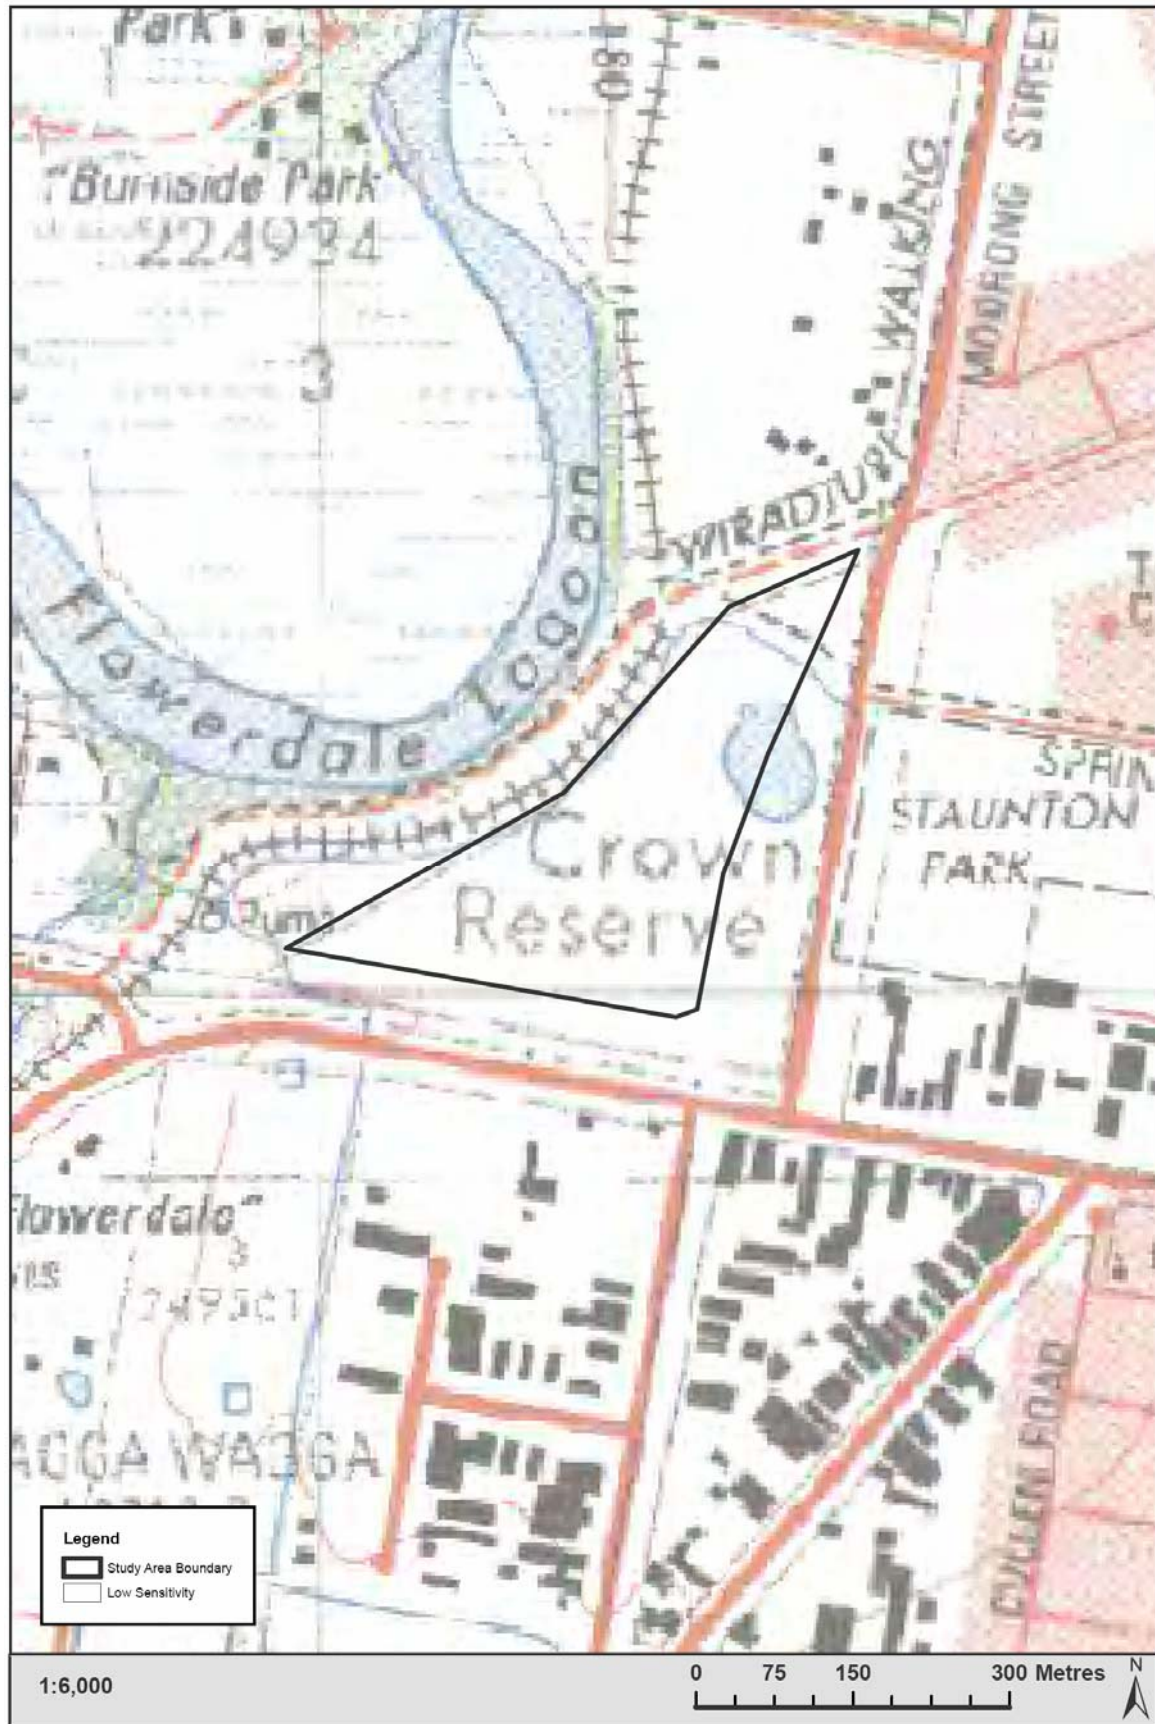 Park"
180
STREET
MOORONG
"Burnside Park"
224934
3
WALKING
WIRADJURI
Flowerdale Lagoon
SPRIN
STAUNTON
PARK
Crown
Reserve
Pump
Flowerdale"
3
AGGA WAGGA
CULLEN ROAD
Legend
Study Area Boundary
Low Sensitivity
1:6,000
0 75 150 300 Metres
N